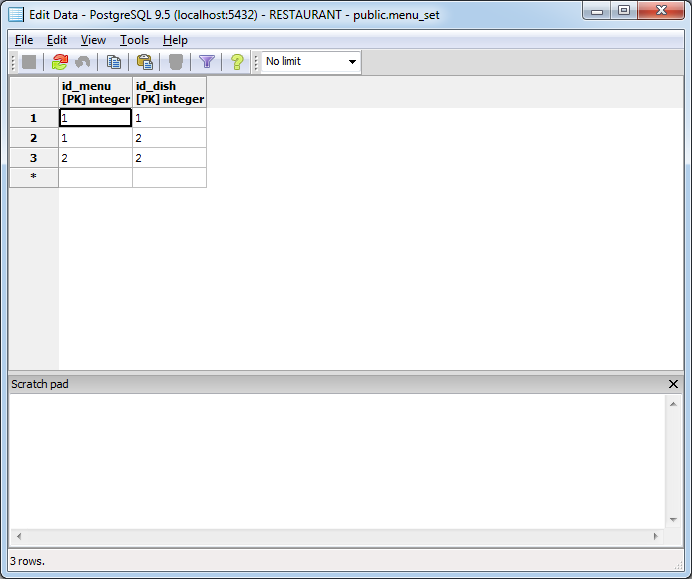 Edit Data - PostgreSQL 9.5 (localhost:5432) - RESTAURANT - public.menu_set
File Edit View Tools Help
No limit
id_menu id_dish
[PK] integer [PK] integer
1 1 1
2 1 2
3 2 2
*
Scratch pad
3 rows.